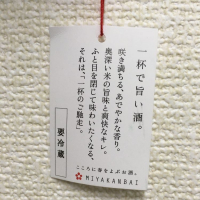 一杯で旨い酒。
咲き満ちる、あでやかな香り。
奥深い米の旨味と爽快なキレ。
ふと目を閉じて味わいたくなる、
それは、「一杯のご馳走」。
要冷蔵
こころに春をよぶお酒。
MIYAKANBAI